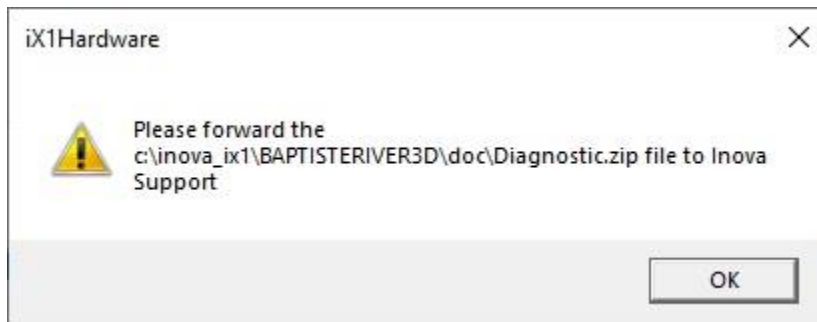 iX1Hardware
Please forward the
c:\inova_ix1\BAPTISTERIVER3D\doc\Diagnostic.zip file to Inova
Support
OK